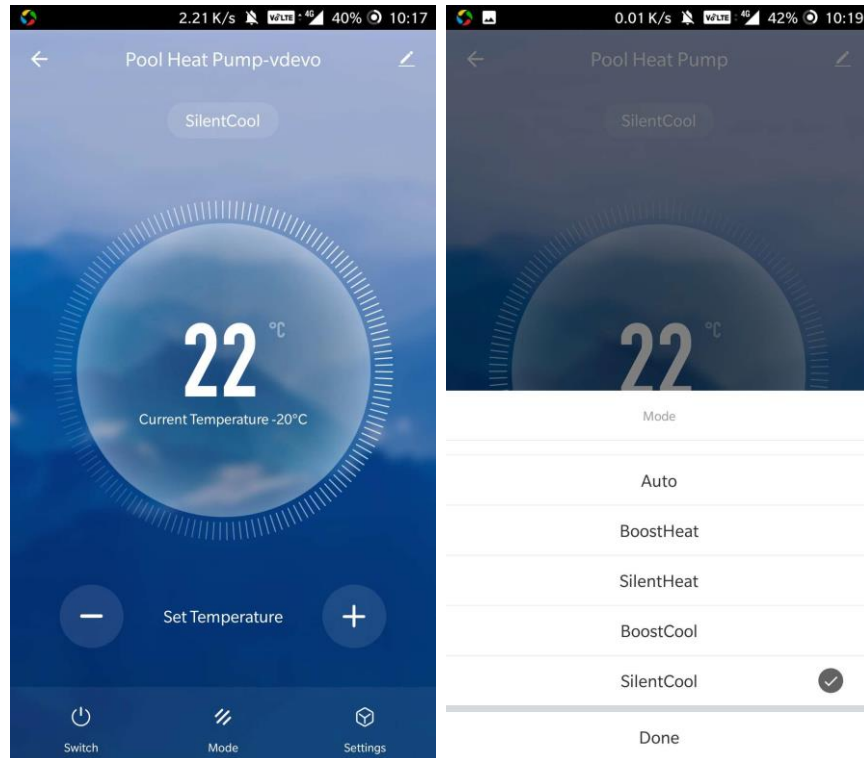 2.21 K/s VoLTE 4G 40% 10:17
Pool Heat Pump-vdevo
SilentCool
22 °C
Current Temperature -20°C
Set Temperature
Switch Mode Settings
0.01 K/s VoLTE 4G 42% 10:19
Pool Heat Pump
SilentCool
22 °C
Mode
Auto
BoostHeat
SilentHeat
BoostCool
SilentCool
Done